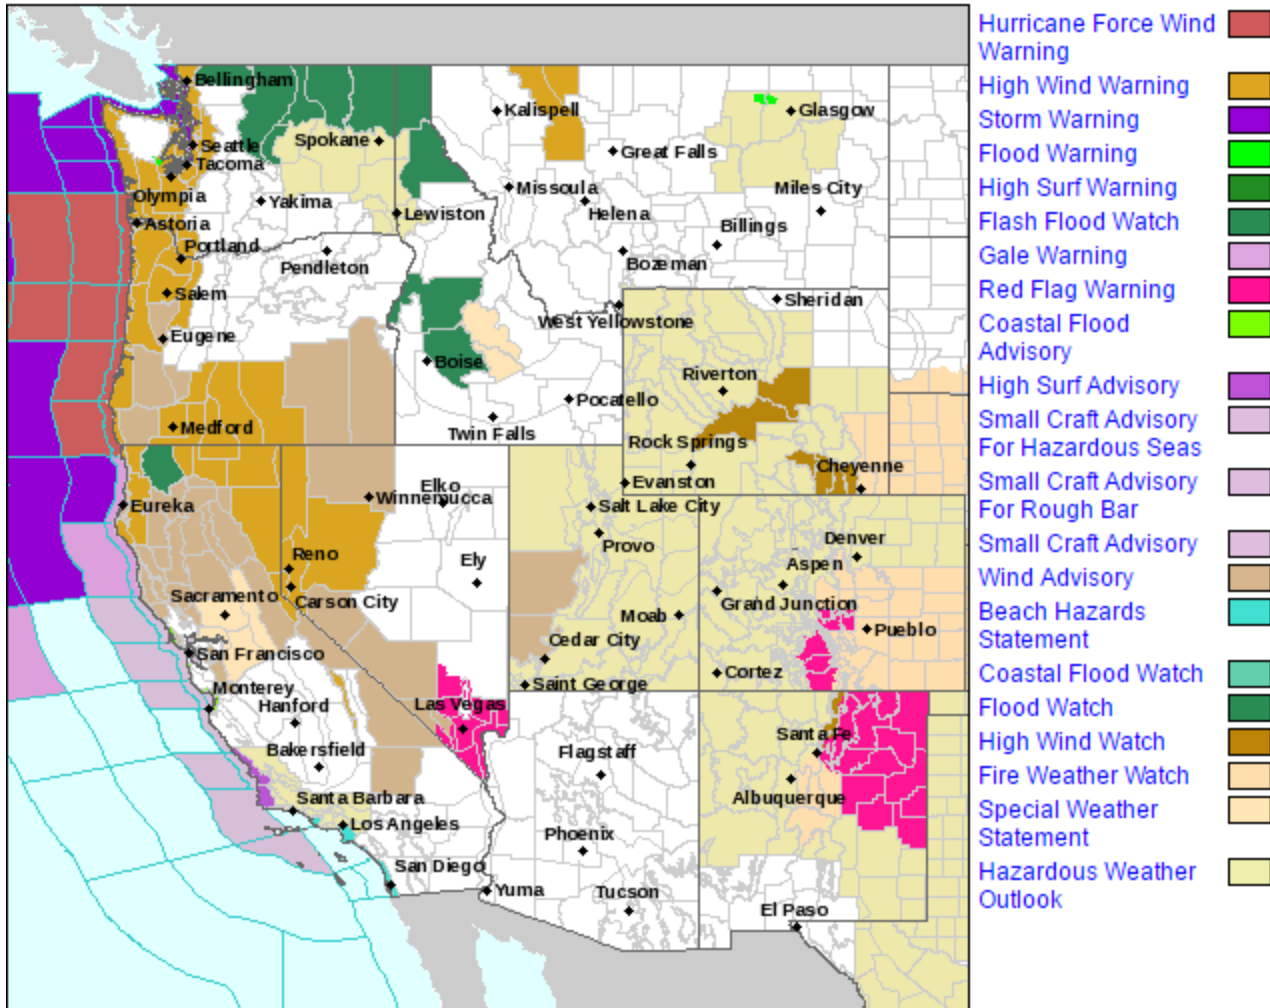 Bellingham
Kalispell
Glasgow
Spokane
Seattle
Tacoma
Great Falls
Olympia
Yakima
Missoula
Miles City
Helena
Lewiston
Astoria
Billings
Portland
Pendleton
Bozeman
Salem
Sheridan
West Yellowstone
Eugene
Boise
Riverton
Pocatello
Medford
Twin Falls
Rock Springs
Cheyenne
Elko
Evanston
Winnemucca
Eureka
Salt Lake City
Provo
Denver
Reno
Ely
Aspen
Sacramento
Carson City
Grand Junction
Moab
Pueblo
Cedar City
San Francisco
Cortez
Saint George
Monterey
Hanford
Las Vegas
Santa Fe
Bakersfield
Flagstaff
Albuquerque
Santa Barbara
Los Angeles
Phoenix
San Diego
Yuma
Tucson
El Paso
Hurricane Force Wind
Warning
High Wind Warning
Storm Warning
Flood Warning
High Surf Warning
Flash Flood Watch
Gale Warning
Red Flag Warning
Coastal Flood
Advisory
High Surf Advisory
Small Craft Advisory
For Hazardous Seas
Small Craft Advisory
For Rough Bar
Small Craft Advisory
Wind Advisory
Beach Hazards
Statement
Coastal Flood Watch
Flood Watch
High Wind Watch
Fire Weather Watch
Special Weather
Statement
Hazardous Weather
Outlook